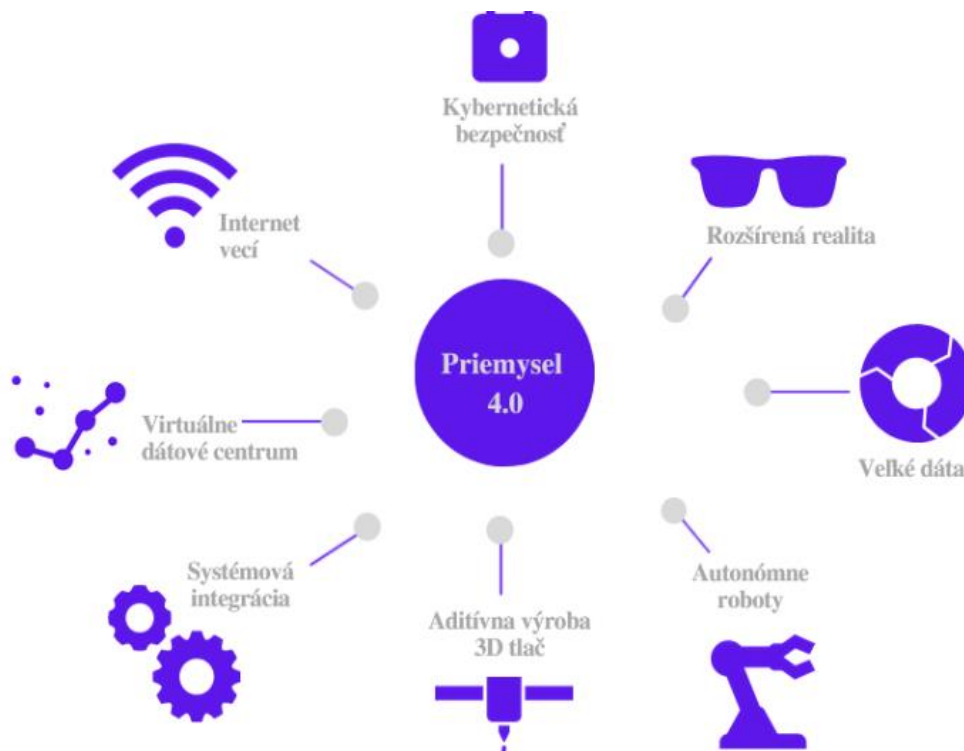 Kybernetická
bezpečnosť
Internet
vecí
Rozšírená realita
Priemysel
4.0
Virtuálne
dátové centrum
Veľké dáta
Systémová
integrácia
Aditívna výroba
3D tlač
Autonómne
roboty